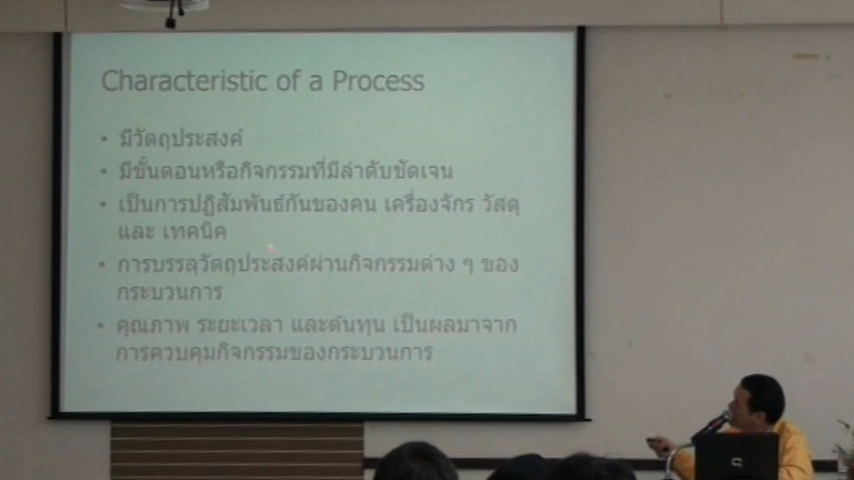 Characteristic of a Process
• มีวัตถุประสงค์
• มีขั้นตอนหรือกิจกรรมที่มีลำดับชัดเจน
• เป็นการปฏิสัมพันธ์กันของคน เครื่องจักร วัสดุ
และ เทคนิค
• การบรรลุวัตถุประสงค์ผ่านกิจกรรมต่าง ๆ ของ
กระบวนการ
• คุณภาพ ระยะเวลา และต้นทุน เป็นผลมาจาก
การควบคุมกิจกรรมของกระบวนการ